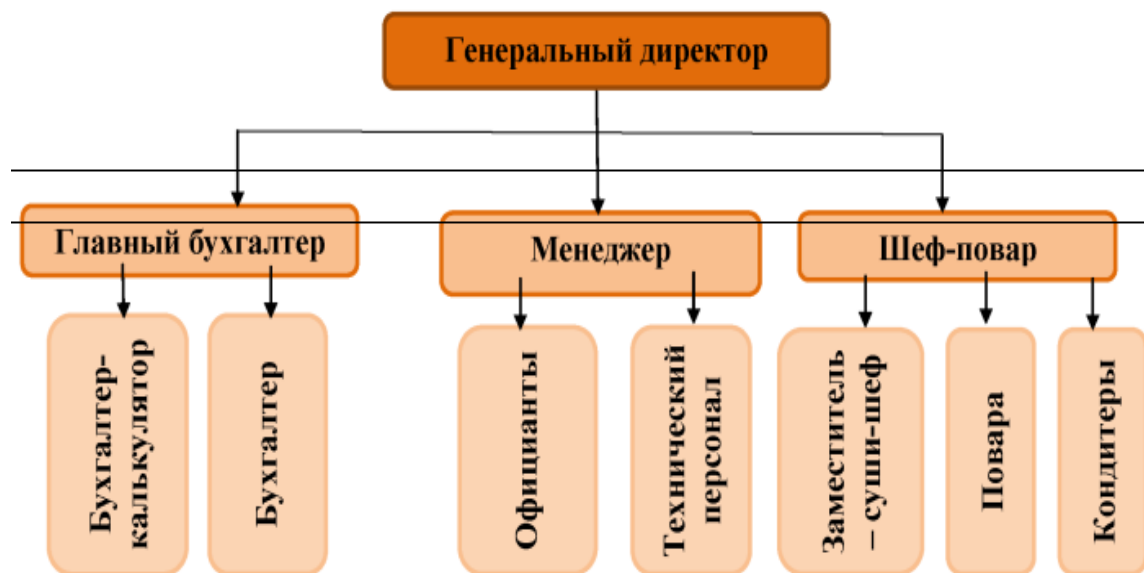 Генеральный директор
Главный бухгалтер
Менеджер
Шеф-повар
Бухгалтер-
калькулятор
Бухгалтер
Официанты
Технический
персонал
Заместитель
– суши-шеф
Повара
Кондитеры